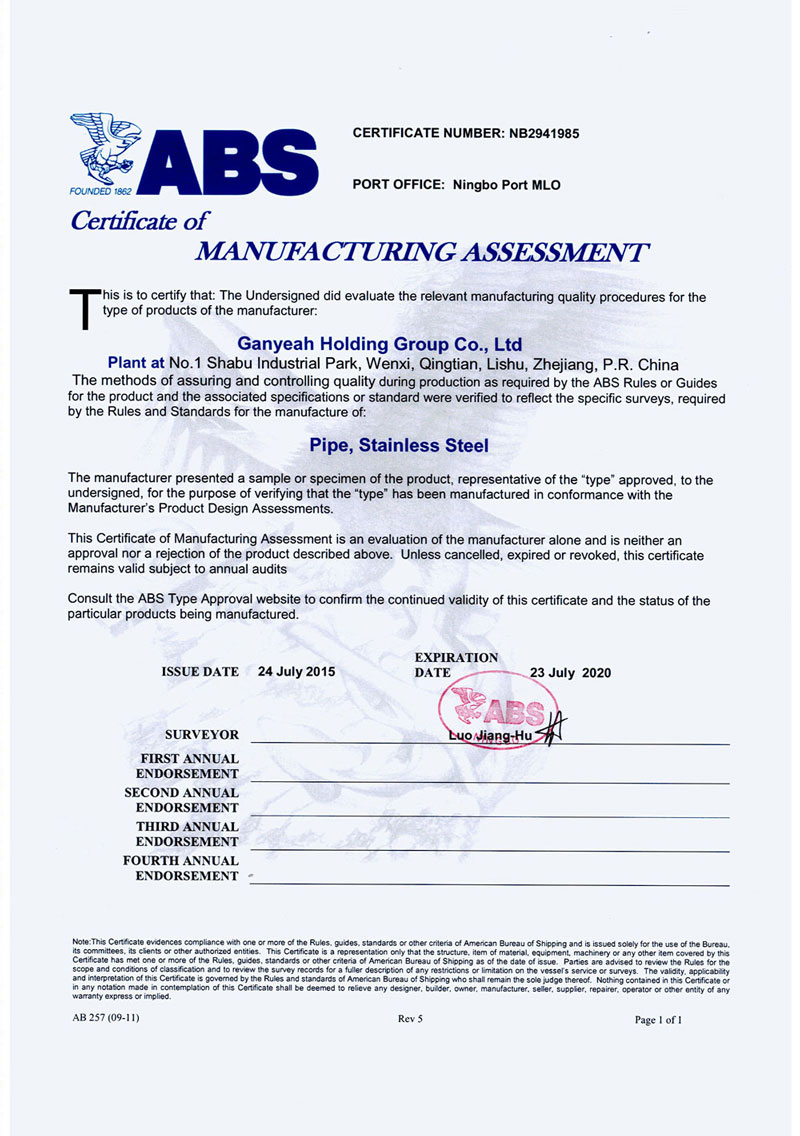 CERTIFICATE NUMBER: NB2941985
ABS
FOUNDED 1862
PORT OFICE: Ningbo Port MLO
Certificate of
MANUFACTURING ASSESSMENT
This is to certify that: The Undersigned did evaluate the relevant manufacturing quality procedures for the
type of products of the manufacturer:
Ganyeah Holding Group Co., Ltd
Plant at No.1 Shabu Industrial Park, Wenxi, Qingtian, Lishu, Zhejiang, P.R. China
The methods of assuring and controlling quality during production as required by the ABS Rules or Guides
for the product and the associated specifications or standard were verified to reflect the specific surveys, required
by the Rules and Standards for the manufacture of:
Pipe, Stainless Steel
The manufacturer presented a sample or specimen of the product, representative of the “type” approved, to the
undersigned, for the purpose of verifying that the “type” has been manufactured in conformance with the
Manufacturer's Product Design Assessments.
This Certificate of Manufacturing Assessment is an evaluation of the manufacturer alone and is neither an
approval nor a rejection of the product described above. Unless cancelled, expired or revoked, this certificate
remains valid subject to annual audits
Consult the ABS Type Approval website to confirm the continued validity of this certificate and the status of the
particular products being manufactured.
EXPIRATION
ISSUE DATE 24 July 2015 DATE 23 July 2020
ABS
SURVEYOR Luo Jiang-Hu
FIRST ANNUAL
ENDORSEMENT
SECOND ANNUAL
ENDORSEMENT
THIRD ANNUAL
ENDORSEMENT
FOURTH ANNUAL
ENDORSEMENT
Note:This Certificate evidences compliance with one or more of the Rules, guides, standards or other criteria of American Bureau of Shipping and is issued solely for the use of the Bureau,
its committees, its clients or other authorized entities. This Certificate is a representation only that the structure, item of material, equipment, machinery or any other item covered by this
Certificate has met one or more of the Rules, guides, standards or other criteria of American Bureau of Shipping as of the date of issue. Parties are advised to review the Rules for the
scope and conditions of classification and to review the survey records for a fuller description of any restrictions or limitation on the vessel's service or surveys. The validity, applicability
and interpretation of this Certificate is governed by the Rules and standards of American Bureau of Shipping who shall remain the sole judge thereof. Nothing contained in this Certificate or
in any notation made in contemplation of this Certificate shall be deemed to relieve any designer, builder, owner, manufacturer, seller, supplier, repairer, operator or other entity of any
warranty express or implied.
AB 257 (09-11) Rev 5 Page 1 of 1